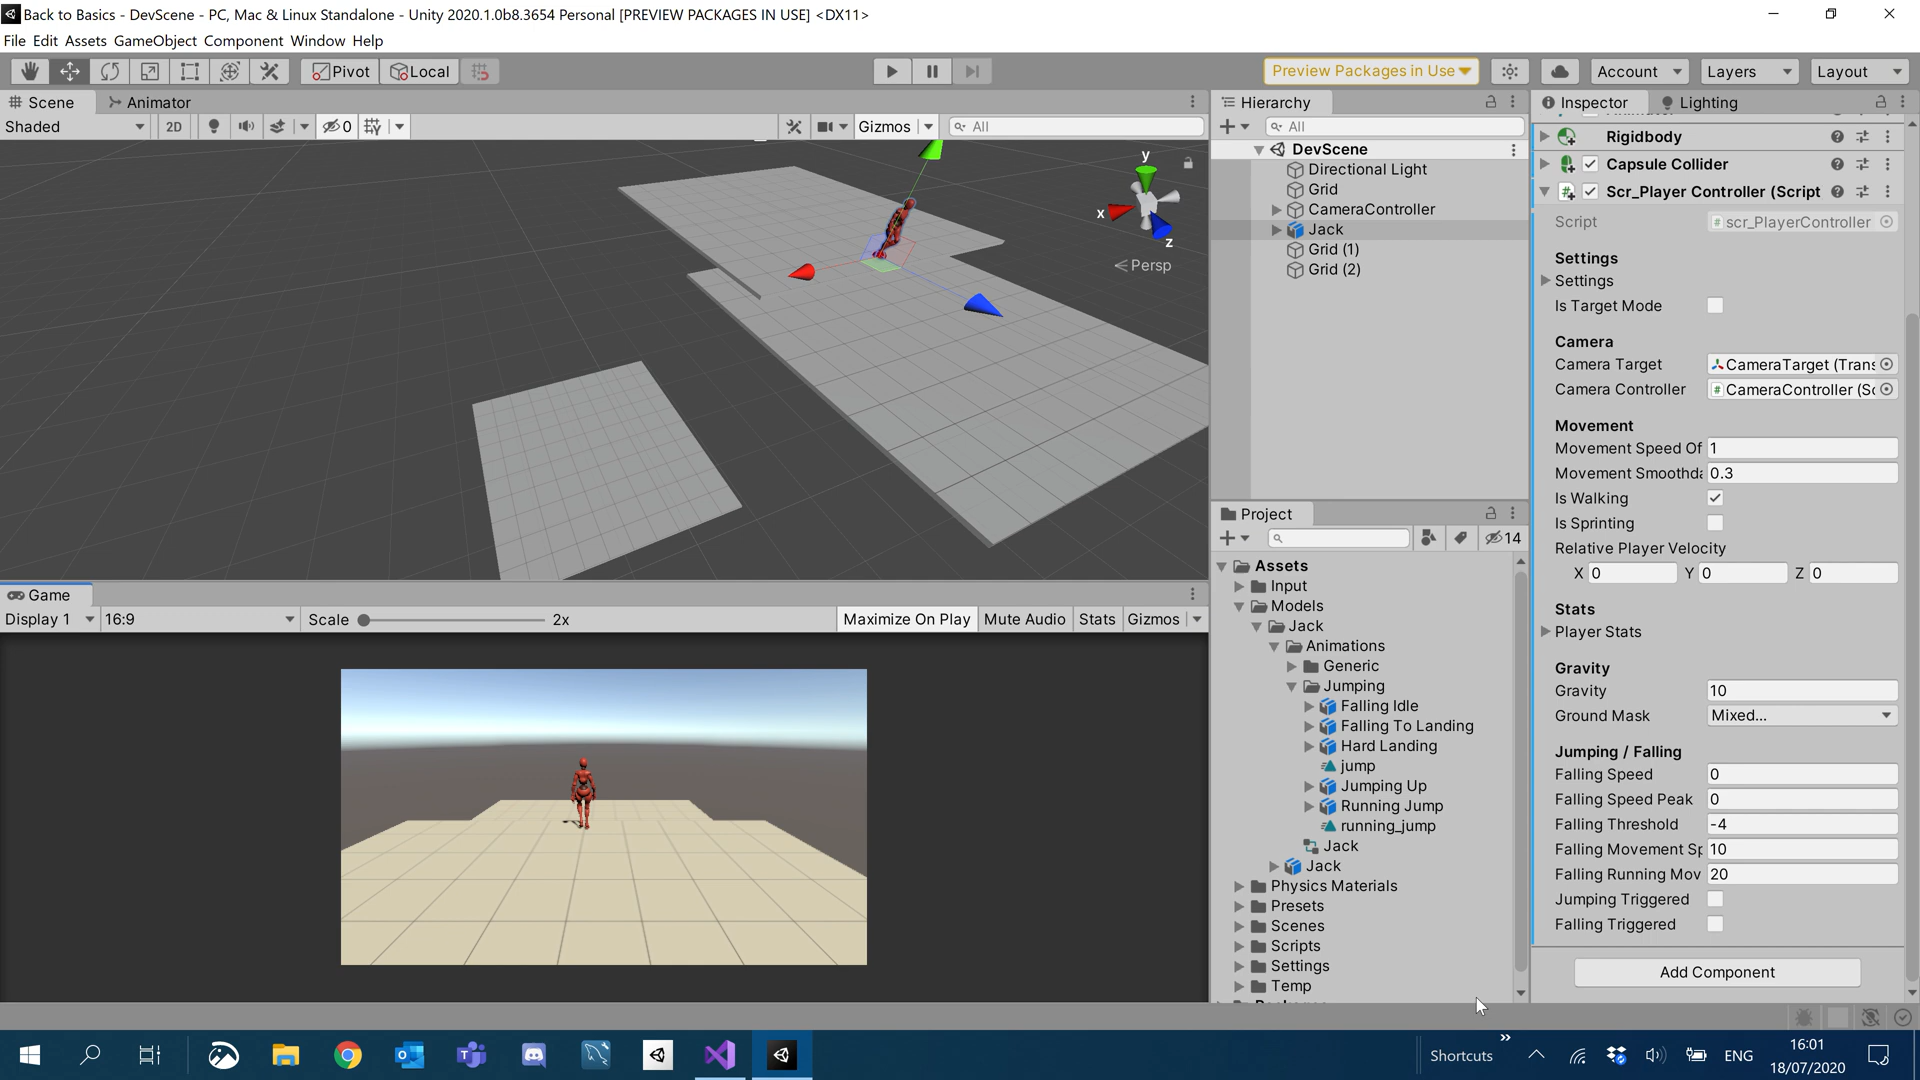 Back to Basics - DevScene - PC, Mac & Linux Standalone - Unity 2020.1.0b8.3654 Personal [PREVIEW PACKAGES IN USE] <DX11>
File Edit Assets GameObject Component Window Help
Pivot Local Preview Packages in Use Account Layers Layout
Scene Animator
Shaded 2D 0 Gizmos All
y
x
z
Persp
Game
Display 1 16:9 Scale 2x Maximize On Play Mute Audio Stats Gizmos
Hierarchy
All
DevScene
Directional Light
Grid
CameraController
Jack
Grid (1)
Grid (2)
Project
14
Assets
Input
Models
Jack
Animations
Generic
Jumping
Falling Idle
Falling To Landing
Hard Landing
jump
Jumping Up
Running Jump
running_jump
Jack
Jack
Physics Materials
Presets
Scenes
Scripts
Settings
Temp
Inspector Lighting
Rigidbody
Capsule Collider
Scr_Player Controller (Script
Script scr_PlayerController
Settings
Settings
Is Target Mode
Camera
Camera Target CameraTarget (Trans
Camera Controller CameraController (Sc
Movement
Movement Speed Of 1
Movement Smoothda 0.3
Is Walking
Is Sprinting
Relative Player Velocity
X 0 Y 0 Z 0
Stats
Player Stats
Gravity
Gravity 10
Ground Mask Mixed...
Jumping / Falling
Falling Speed 0
Falling Speed Peak 0
Falling Threshold -4
Falling Movement Sp 10
Falling Running Mov 20
Jumping Triggered
Falling Triggered
Add Component
Shortcuts » ENG 16:01
18/07/2020